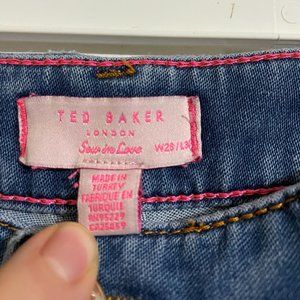 TED BAKER
LONDON
Sew in Love W28/L30
MADE IN
TURKEY
FABRIQUE EN
TURQUIE